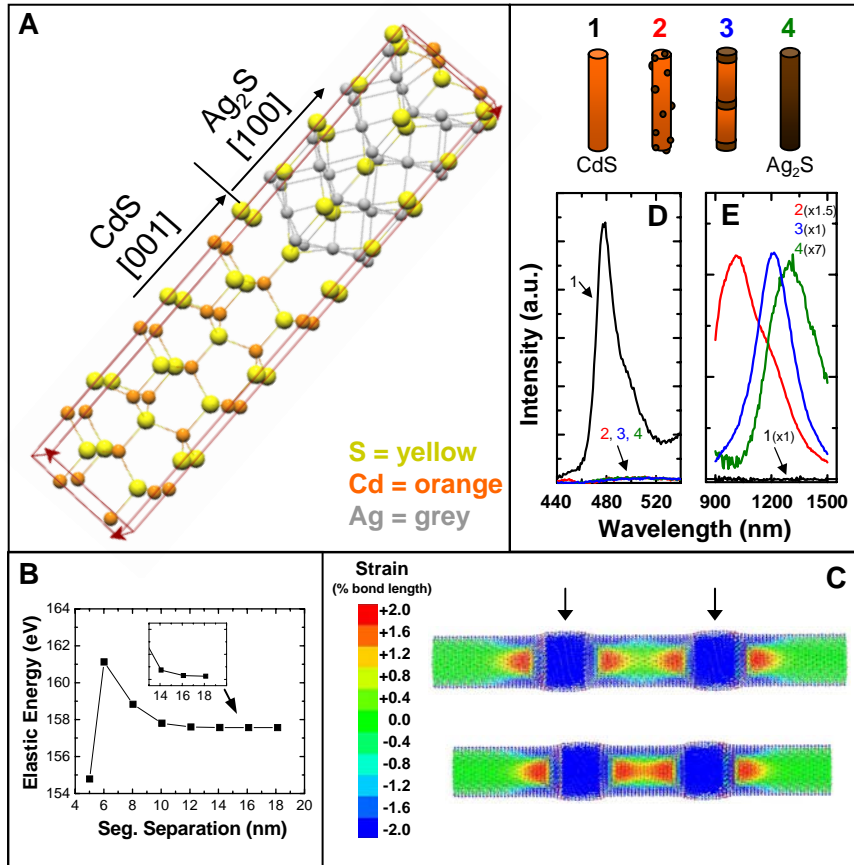 A
CdS
[001]
Ag₂S
[100]
S = yellow
Cd = orange
Ag = grey
1 2 3 4
CdS Ag₂S
D
1
2, 3, 4
440 480 520
E
2(x1.5)
3(x1)
4(x7)
1(x1)
900 1200 1500
Intensity (a.u.)
Wavelength (nm)
B
164
162
160
158
156
154
Elastic Energy (eV)
14 16 18
4 6 8 10 12 14 16 18 20
Seg. Separation (nm)
C
Strain
(% bond length)
+2.0
+1.6
+1.2
+0.8
+0.4
0.0
-0.4
-0.8
-1.2
-1.6
-2.0